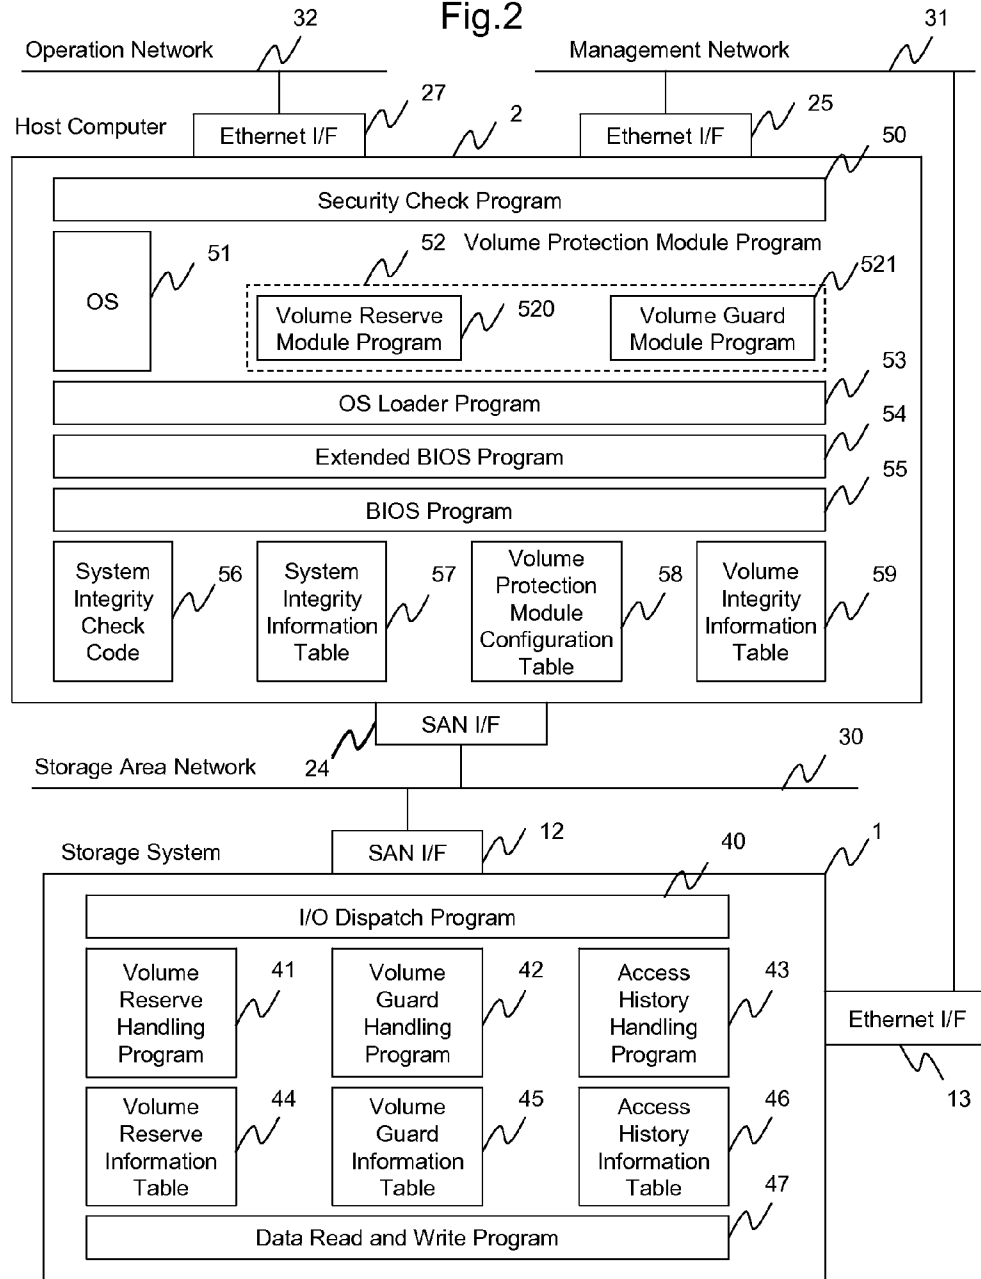 Fig.2
32
31
Operation Network
Management Network
27
25
Host Computer
2
Ethernet I/F
Ethernet I/F
50
Security Check Program
51
52
Volume Protection Module Program
521
OS
Volume Reserve
Module Program
520
Volume Guard
Module Program
53
OS Loader Program
54
Extended BIOS Program
55
BIOS Program
System
Integrity
Check
Code
56
System
Integrity
Information
Table
57
Volume
Protection
Module
Configuration
Table
58
Volume
Integrity
Information
Table
59
SAN I/F
24
Storage Area Network
30
12
1
Storage System
SAN I/F
40
I/O Dispatch Program
Volume
Reserve
Handling
Program
41
Volume
Guard
Handling
Program
42
Access
History
Handling
Program
43
Ethernet I/F
13
Volume
Reserve
Information
Table
44
Volume
Guard
Information
Table
45
Access
History
Information
Table
46
47
Data Read and Write Program